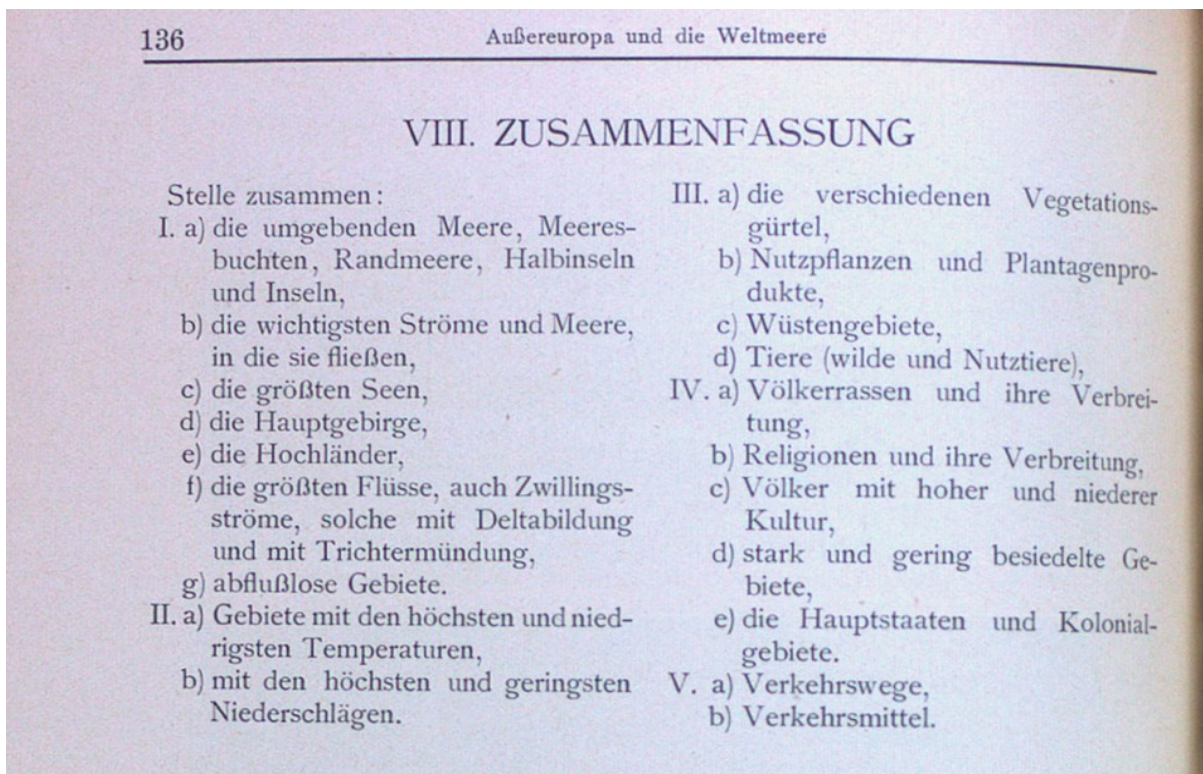 136
Außereuropa und die Weltmeere
VIII. ZUSAMMENFASSUNG
Stelle zusammen:
I. a) die umgebenden Meere, Meeres-
buchten, Randmeere, Halbinseln
und Inseln,
b) die wichtigsten Ströme und Meere,
in die sie fließen,
c) die größten Seen,
d) die Hauptgebirge,
e) die Hochländer,
f) die größten Flüsse, auch Zwillings-
ströme, solche mit Deltabildung
und mit Trichtermündung,
g) abflußlose Gebiete.
II. a) Gebiete mit den höchsten und nied-
rigsten Temperaturen,
b) mit den höchsten und geringsten
Niederschlägen.
III. a) die verschiedenen Vegetations-
gürtel,
b) Nutzpflanzen und Plantagenpro-
dukte,
c) Wüstengebiete,
d) Tiere (wilde und Nutztiere),
IV. a) Völkerrassen und ihre Verbrei-
tung,
b) Religionen und ihre Verbreitung,
c) Völker mit hoher und niederer
Kultur,
d) stark und gering besiedelte Ge-
biete,
e) die Hauptstaaten und Kolonial-
gebiete.
V. a) Verkehrswege,
b) Verkehrsmittel.